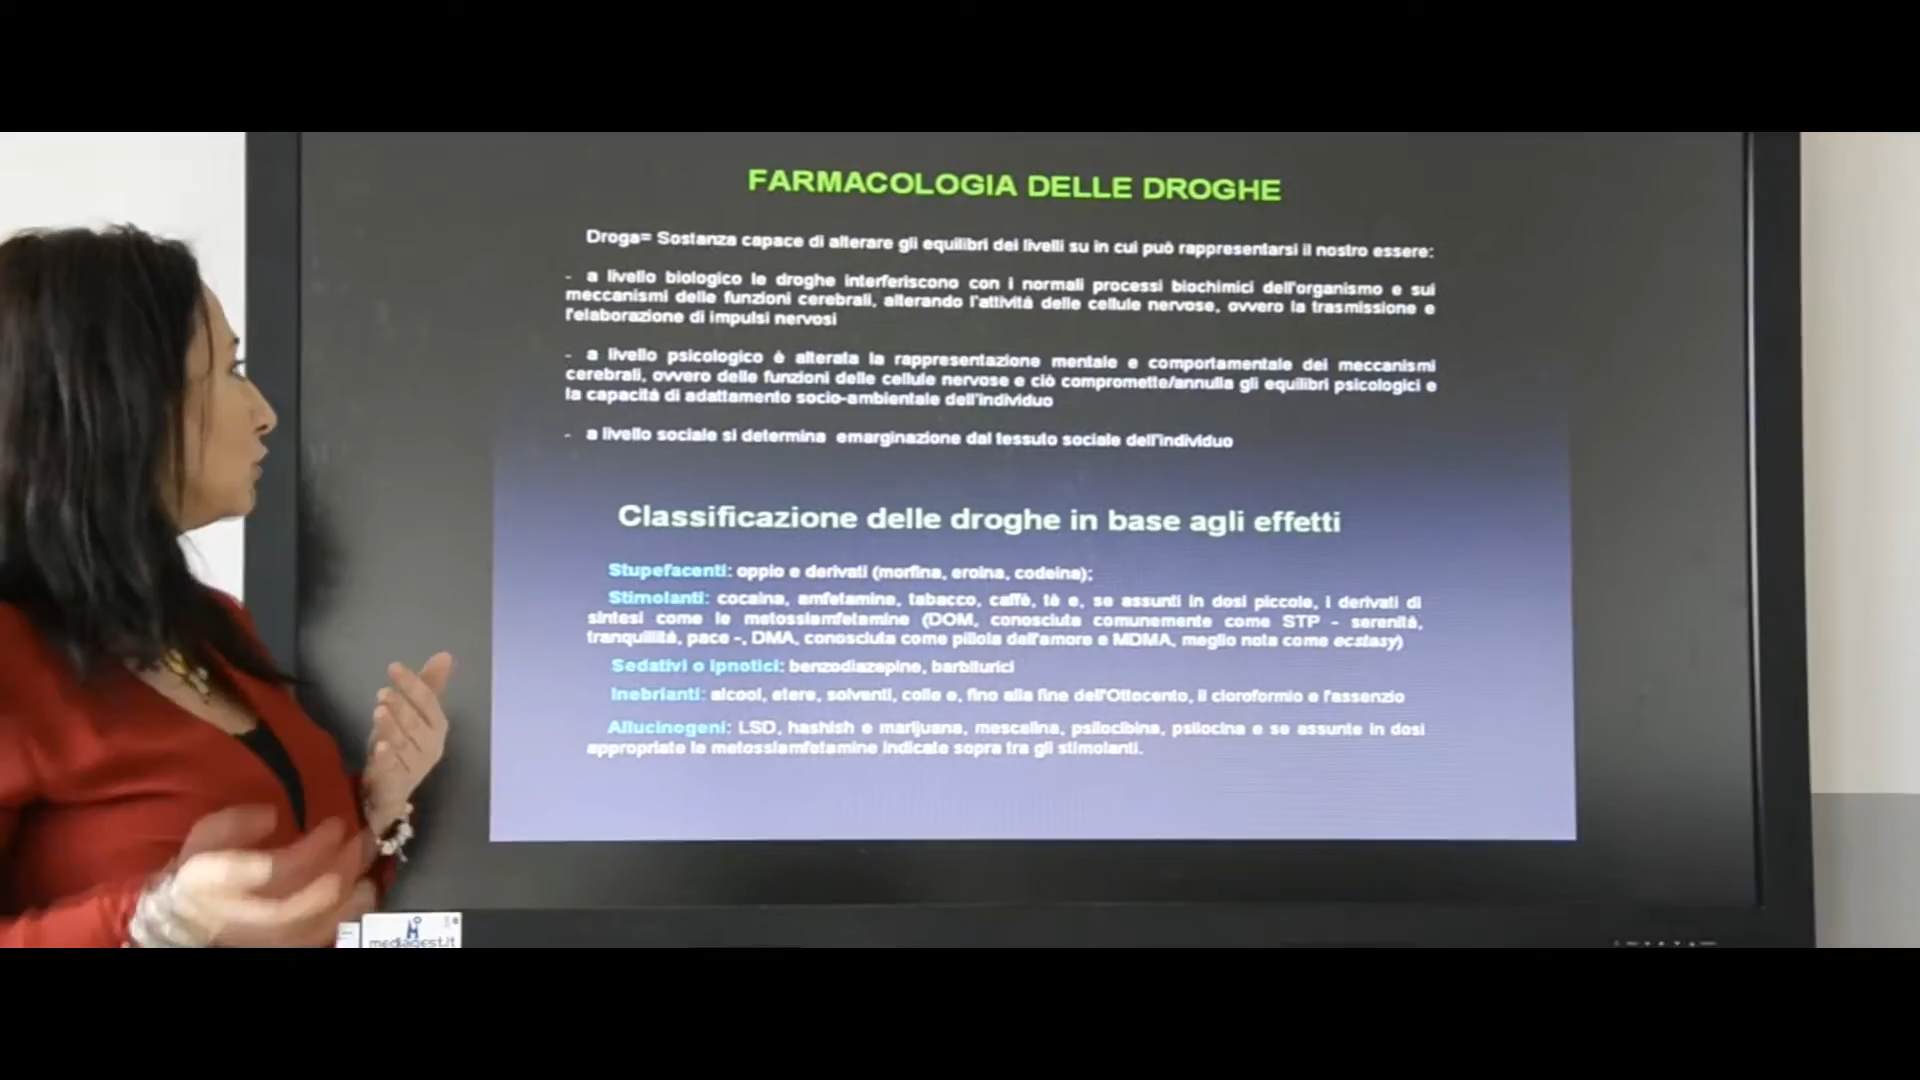 FARMACOLOGIA DELLE DROGHE
Droga= Sostanza capace di alterare gli equilibri dei livelli su in cui può rappresentarsi il nostro essere:
- a livello biologico le droghe interferiscono con i normali processi biochimici dell'organismo e sui
meccanismi delle funzioni cerebrali, alterando l'attività delle cellule nervose, ovvero la trasmissione e
l'elaborazione di impulsi nervosi
- a livello psicologico è alterata la rappresentazione mentale e comportamentale dei meccanismi
cerebrali, ovvero delle funzioni delle cellule nervose e ciò compromette/annulla gli equilibri psicologici e
la capacità di adattamento socio-ambientale dell'individuo
- a livello sociale si determina emarginazione dal tessuto sociale dell'individuo
Classificazione delle droghe in base agli effetti
Stupefacenti: oppio e derivati (morfina, eroina, codeina);
Stimolanti: cocaina, amfetamine, tabacco, caffè, tè e, se assunti in dosi piccole, i derivati di
sintesi come le metossiamfetamine (DOM, conosciuta comunemente come STP - serenità,
tranquillità, pace -, DMA, conosciuta come pillola dell'amore e MDMA, meglio nota come ecstasy)
Sedativi o ipnotici: benzodiazepine, barbiturici
Inebrianti: alcool, etere, solventi, colle e, fino alla fine dell'Ottocento, il cloroformio e l'assenzio
Allucinogeni: LSD, hashish e marijuana, mescalina, psilocibina, psilocina e se assunte in dosi
appropriate le metossiamfetamine indicate sopra tra gli stimolanti.
mediagest.it